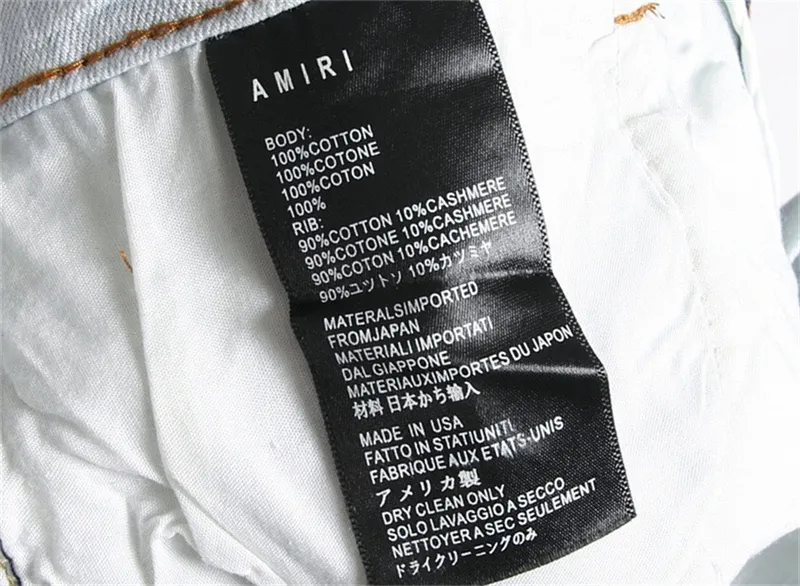 AMIRI
BODY:
100%COTTON
100%COTONE
100%COTON
100%
RIB:
90%COTTON 10%CASHMERE
90%COTONE 10%CASHMERE
90%COTON 10%CACHEMERE
90%ユットソ 10%カツミヤ
MATERALSIMPORTED
FROMJAPAN
MATERIALI IMPORTATI
DAL GIAPPONE
MATERIAUXIMPORTES DU JAPON
材料 日本かち输入
MADE IN USA
FATTO IN STATIUNITI
FABRIQUE AUX ETATS-UNIS
アメリカ製
DRY CLEAN ONLY
SOLO LAVAGGIO A SECCO
NETTOYER A SEC SEULEMENT
ドライクリーニングのみ